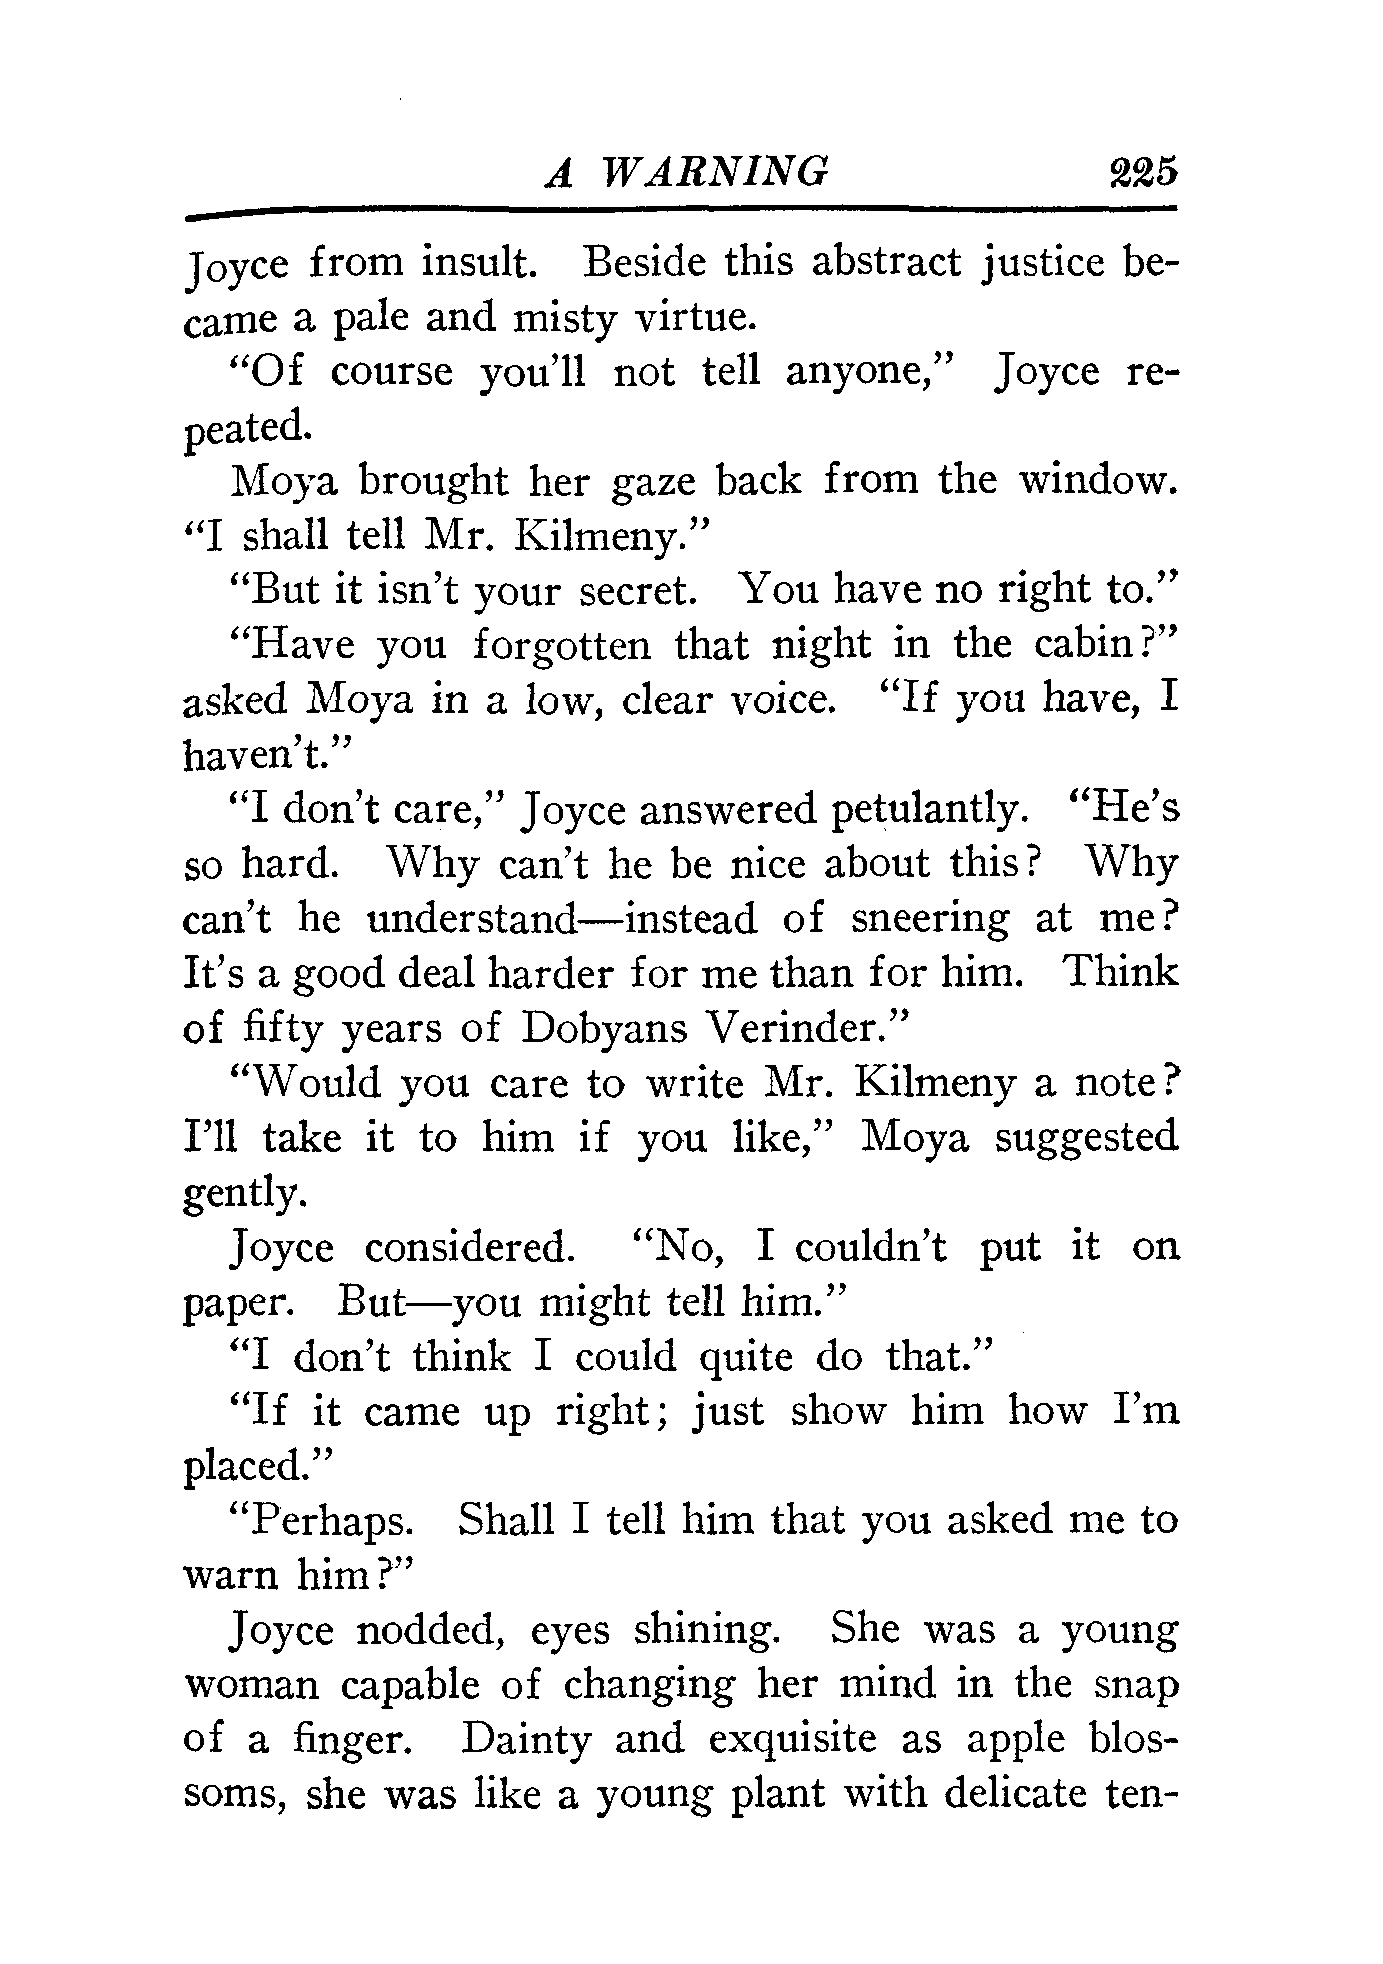 A WARNING 225
Joyce from insult. Beside this abstract justice be-
came a pale and misty virtue.
“Of course you’ll not tell anyone,” Joyce re-
peated.
Moya brought her gaze back from the window.
“I shall tell Mr. Kilmeny.”
“But it isn’t your secret. You have no right to.”
“Have you forgotten that night in the cabin?”
asked Moya in a low, clear voice. “If you have, I
haven’t.”
“I don’t care,” Joyce answered petulantly. “He’s
so hard. Why can’t he be nice about this? Why
can’t he understand—instead of sneering at me?
It’s a good deal harder for me than for him. Think
of fifty years of Dobyans Verinder.”
“Would you care to write Mr. Kilmeny a note?
I’ll take it to him if you like,” Moya suggested
gently.
Joyce considered. “No, I couldn’t put it on
paper. But—you might tell him.”
“I don’t think I could quite do that.”
“If it came up right; just show him how I’m
placed.”
“Perhaps. Shall I tell him that you asked me to
warn him?”
Joyce nodded, eyes shining. She was a young
woman capable of changing her mind in the snap
of a finger. Dainty and exquisite as apple blos-
soms, she was like a young plant with delicate ten-